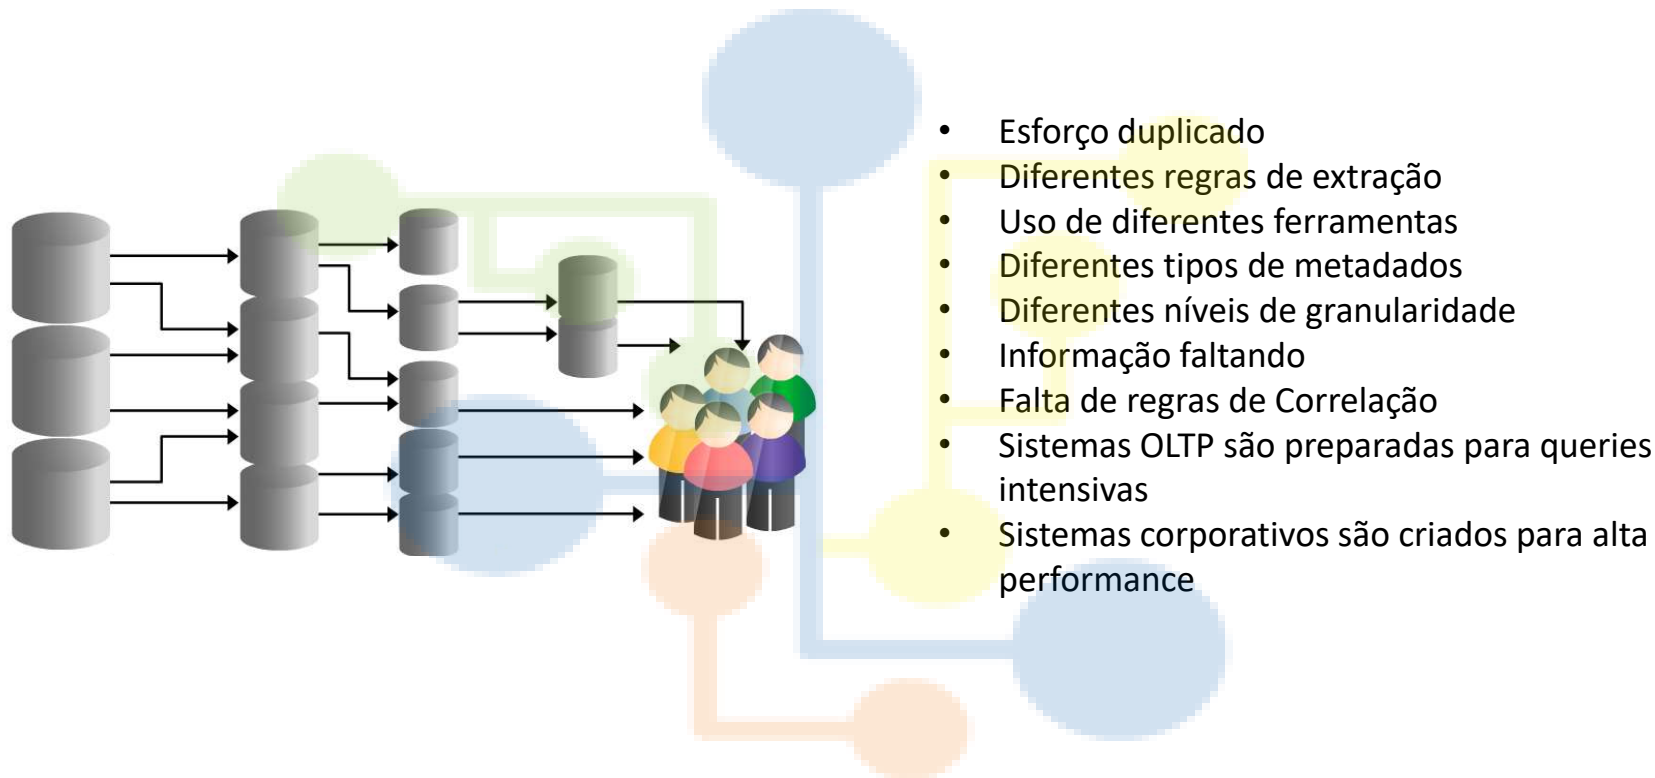 • Esforço duplicado
• Diferentes regras de extração
• Uso de diferentes ferramentas
• Diferentes tipos de metadados
• Diferentes níveis de granularidade
• Informação faltando
• Falta de regras de Correlação
• Sistemas OLTP são preparadas para queries
intensivas
• Sistemas corporativos são criados para alta
performance